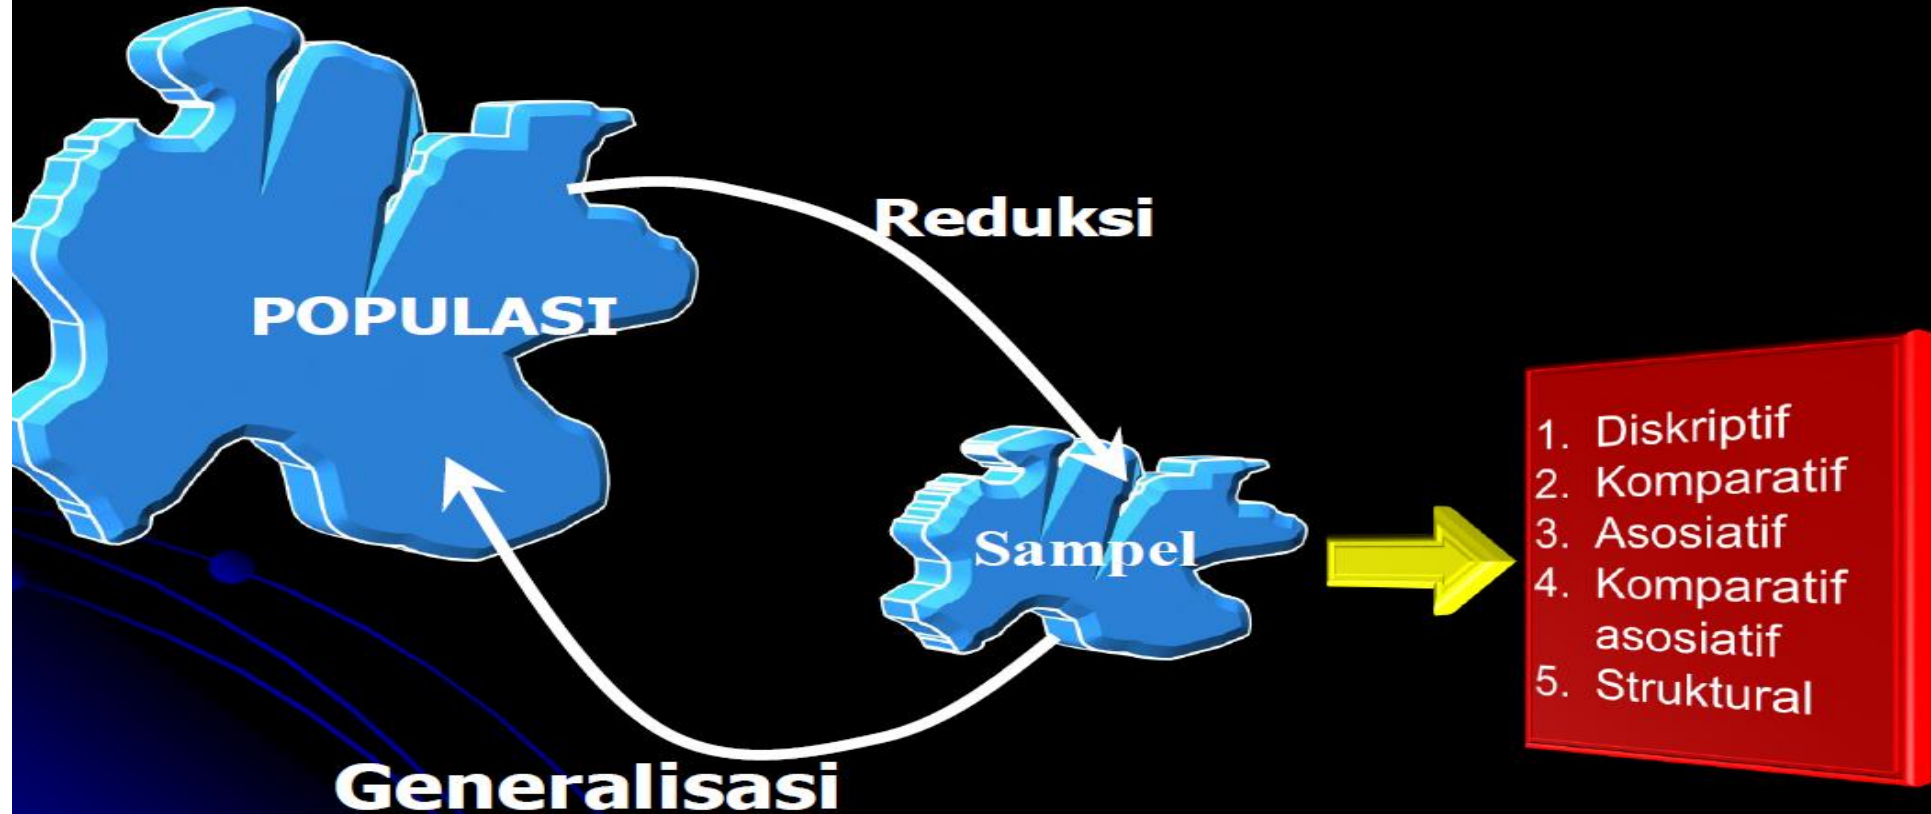 POPULASI
Reduksi
Sampel
Generalisasi
1. Diskriptif
2. Komparatif
3. Asosiatif
4. Komparatif
asosiatif
5. Struktural